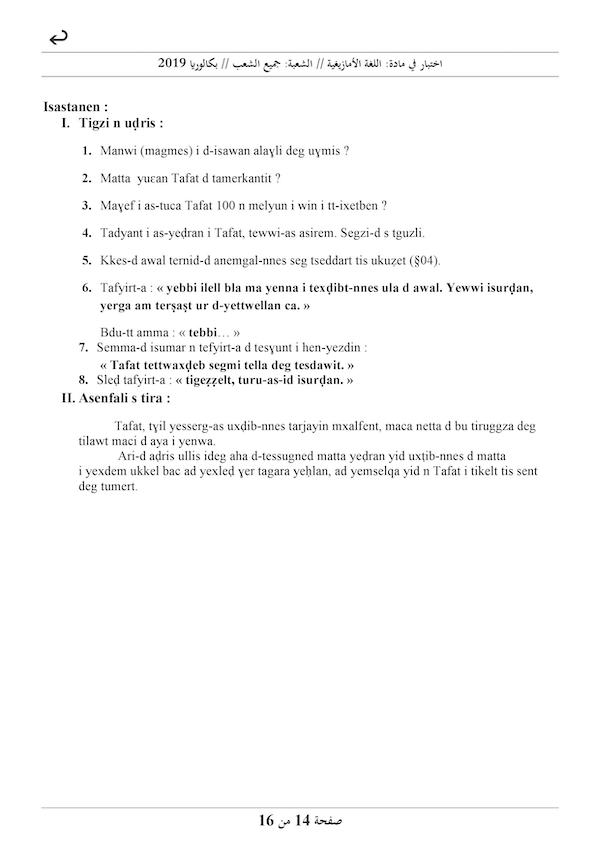 اختبار في مادة: اللغة الأمازيغية // الشعبة: جميع الشعب // بكالوريا 2019
Isastanen :
I. Tigzi n uḍris :
1. Manwi (magmes) i d-isawan alaɣli deg uɣmis ?
2. Matta yuɛan Tafat d tamerkantit ?
3. Maɣef i as-tuca Tafat 100 n melyun i win i tt-ixetben ?
4. Tadyant i as-yeḍran i Tafat, tewwi-as asirem. Segzi-d s tguzli.
5. Kkes-d awal ternid-d anemgal-nnes seg tseddart tis ukuẓet (§04).
6. Tafyirt-a : « yebbi ilell bla ma yenna i texḍibt-nnes ula d awal. Yewwi isurḍan,
yerga am terṣaṣt ur d-yettwellan ca. »
Bdu-tt amma : « tebbi… »
7. Semma-d isumar n tefyirt-a d tesɣunt i hen-yezdin :
« Tafat tettwaxḍeb segmi tella deg tesdawit. »
8. Sleḍ tafyirt-a : « tigeẓẓelt, turu-as-id isurḍan. »
II. Asenfali s tira :
Tafat, tɣil yesserg-as uxḍib-nnes tarjayin mxalfent, maca netta d bu tiruggza deg
tilawt maci d aya i yenwa.
Ari-d aḍris ullis ideg aha d-tessugned matta yeḍran yid uxṭib-nnes d matta
i yexdem ukkel bac ad yexleḍ ɣer tagara yeḥlan, ad yemselqa yid n Tafat i tikelt tis sent
deg tumert.
صفحة 14 من 16